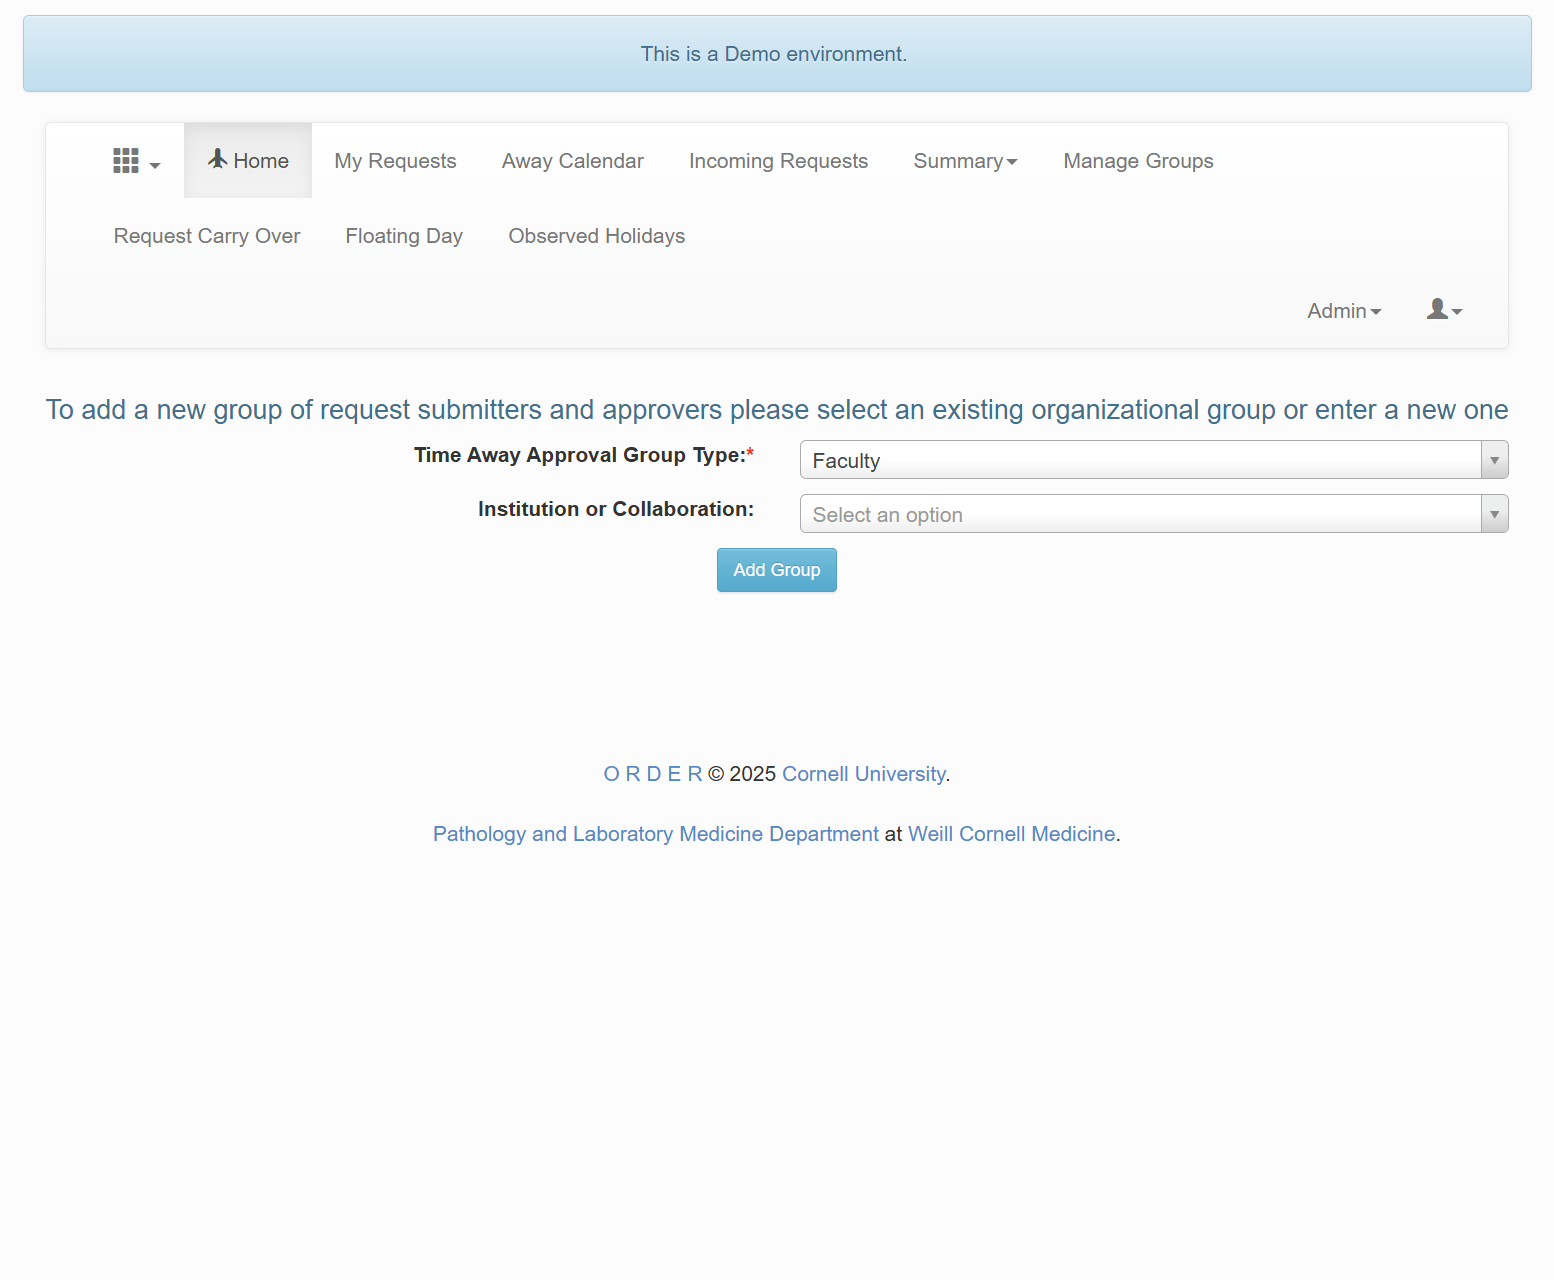 This is a Demo environment.
Home My Requests Away Calendar Incoming Requests Summary Manage Groups
Request Carry Over Floating Day Observed Holidays
Admin
To add a new group of request submitters and approvers please select an existing organizational group or enter a new one
Time Away Approval Group Type:* Faculty
Institution or Collaboration: Select an option
Add Group
O R D E R © 2025 Cornell University.
Pathology and Laboratory Medicine Department at Weill Cornell Medicine.